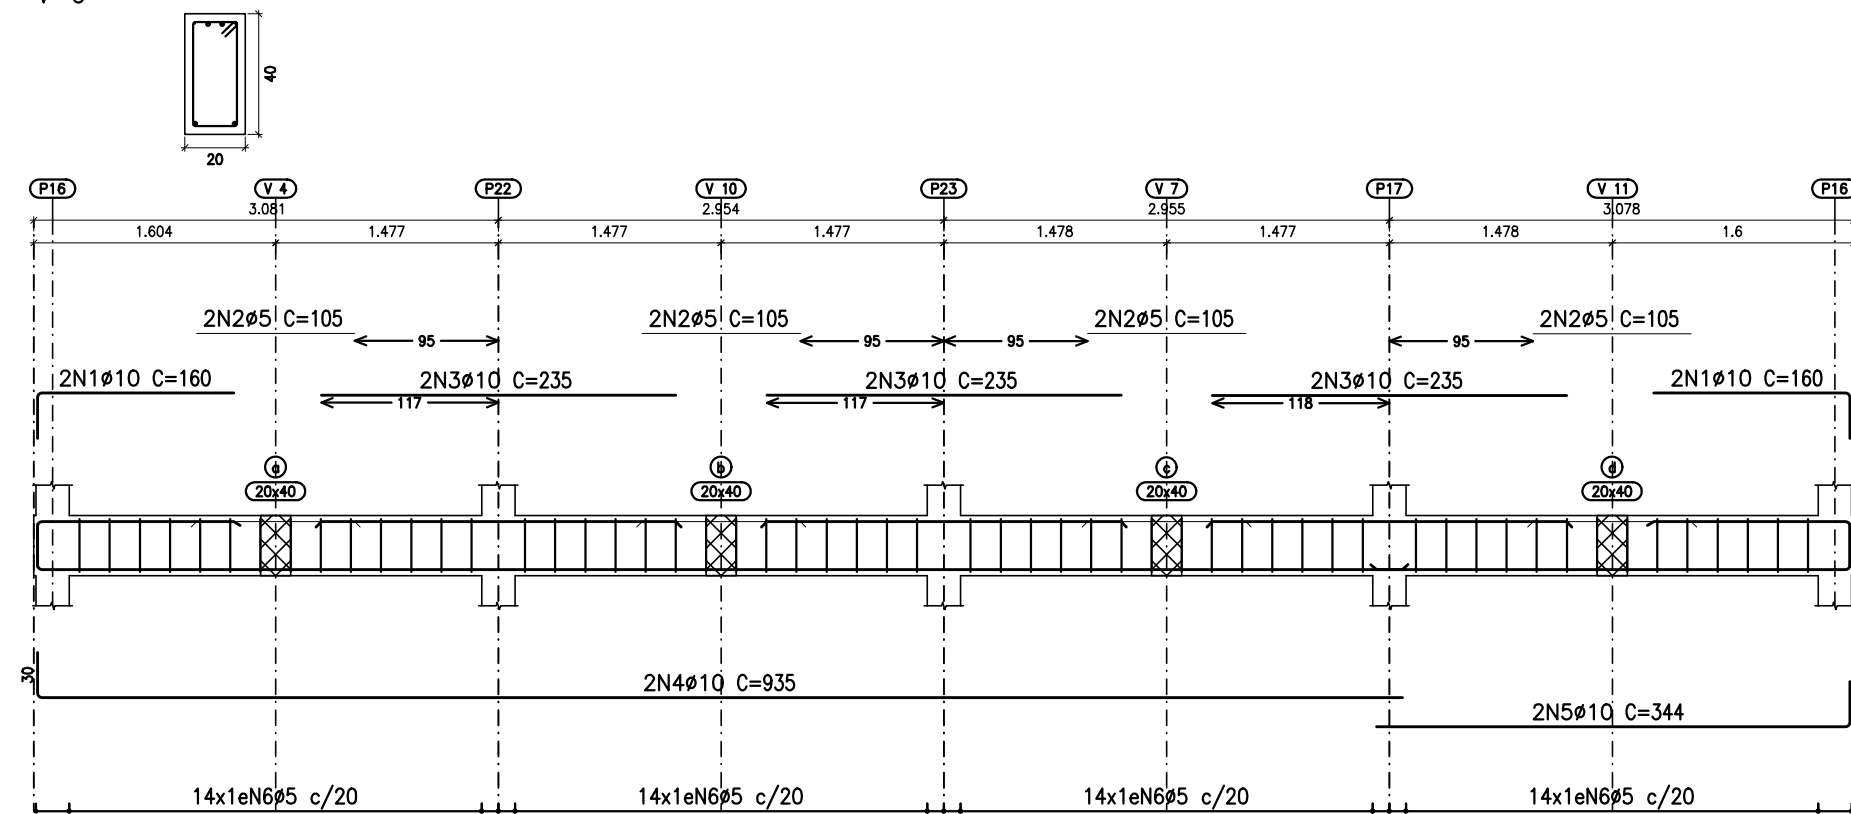 40
20
P16 V 4 P22 V 10 P23 V 7 P17 V 11 P16
3.081 2.954 2.955 3.078
1.604 1.477 1.477 1.477 1.478 1.477 1.478 1.6
2N2ø5 C=105 2N2ø5 C=105 2N2ø5 C=105 2N2ø5 C=105
95 95 95 95
2N1ø10 C=160 2N3ø10 C=235 2N3ø10 C=235 2N3ø10 C=235 2N1ø10 C=160
117 117 118
a b c d
20x40 20x40 20x40 20x40
30
2N4ø10 C=935
2N5ø10 C=344
14x1eN6ø5 c/20 14x1eN6ø5 c/20 14x1eN6ø5 c/20 14x1eN6ø5 c/20